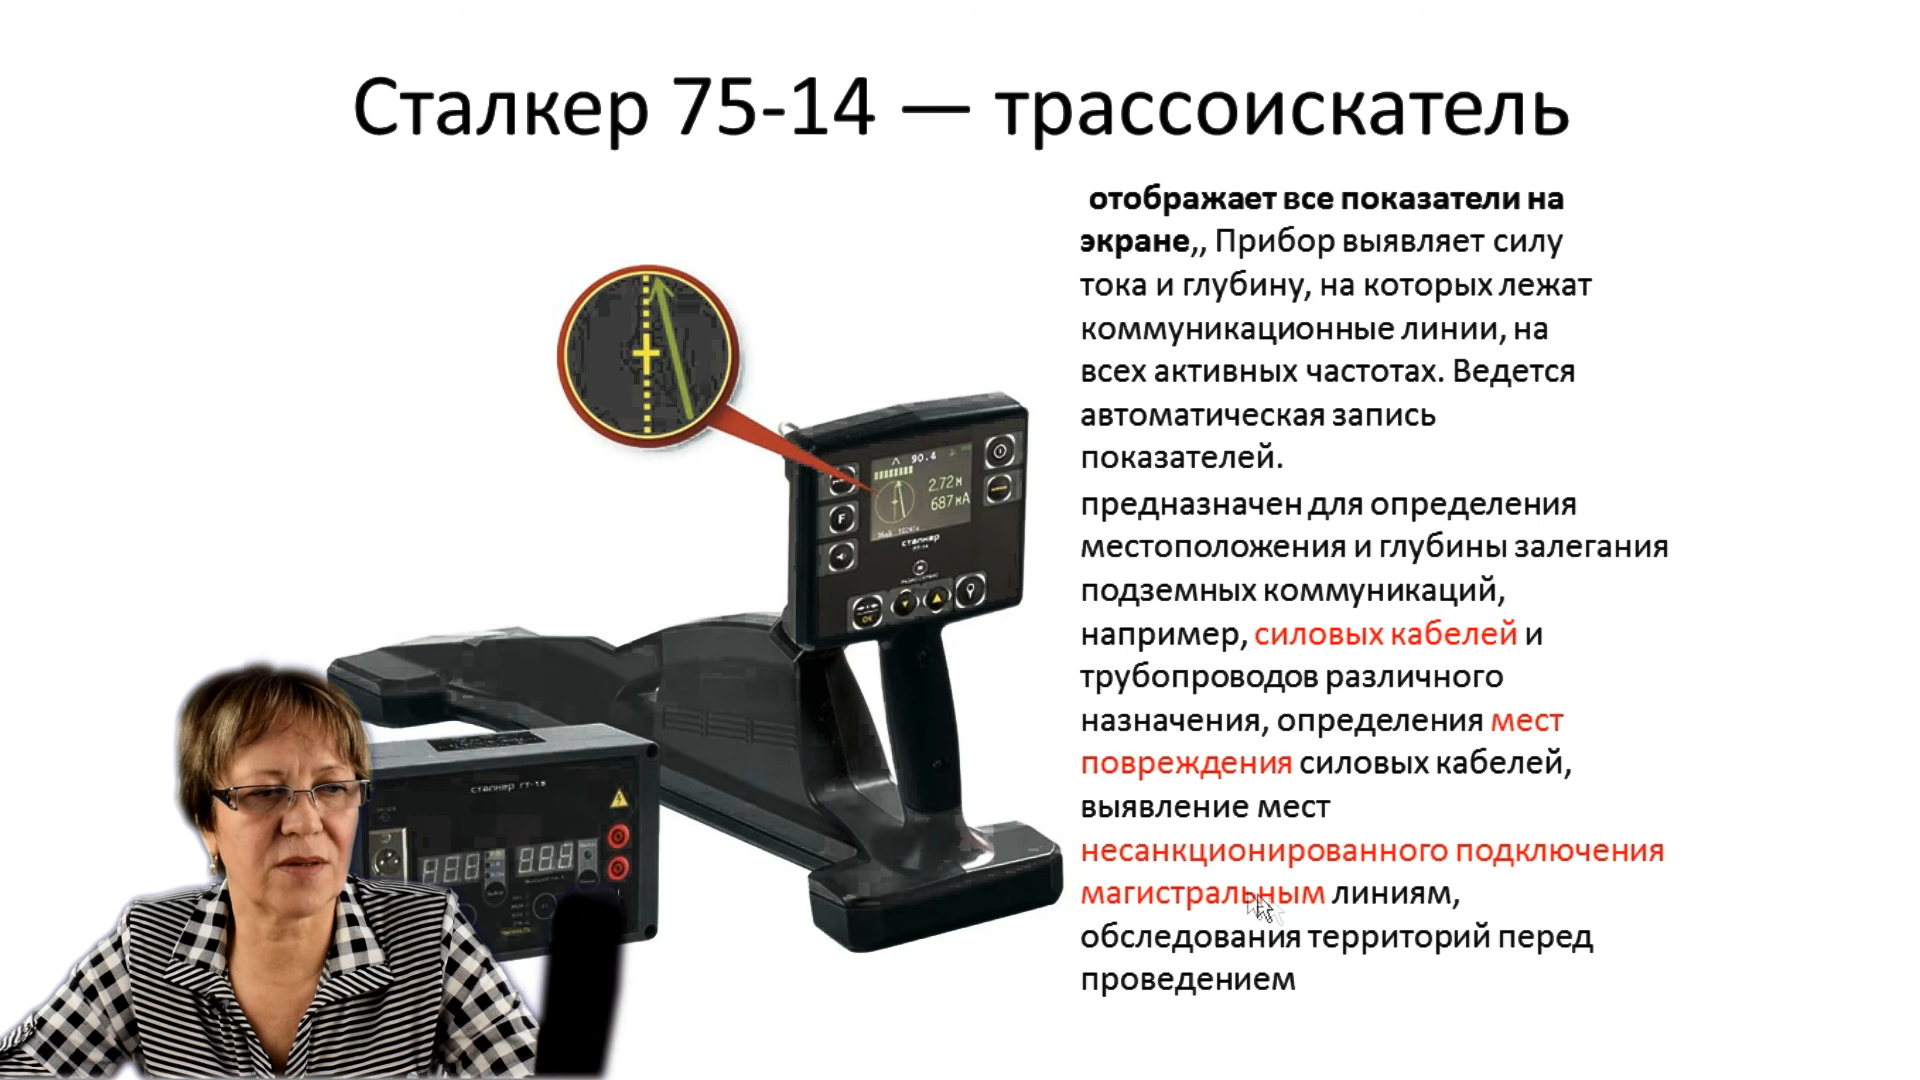 Сталкер 75-14 — трассоискатель
отображает все показатели на
экране,, Прибор выявляет силу
тока и глубину, на которых лежат
коммуникационные линии, на
всех активных частотах. Ведется
автоматическая запись
показателей.
предназначен для определения
местоположения и глубины залегания
подземных коммуникаций,
например, силовых кабелей и
трубопроводов различного
назначения, определения мест
повреждения силовых кабелей,
выявление мест
несанкционированного подключения
магистральным линиям,
обследования территорий перед
проведением
90.4
2.72м
687мА
F
сталкер
OK
сталкер гт-15